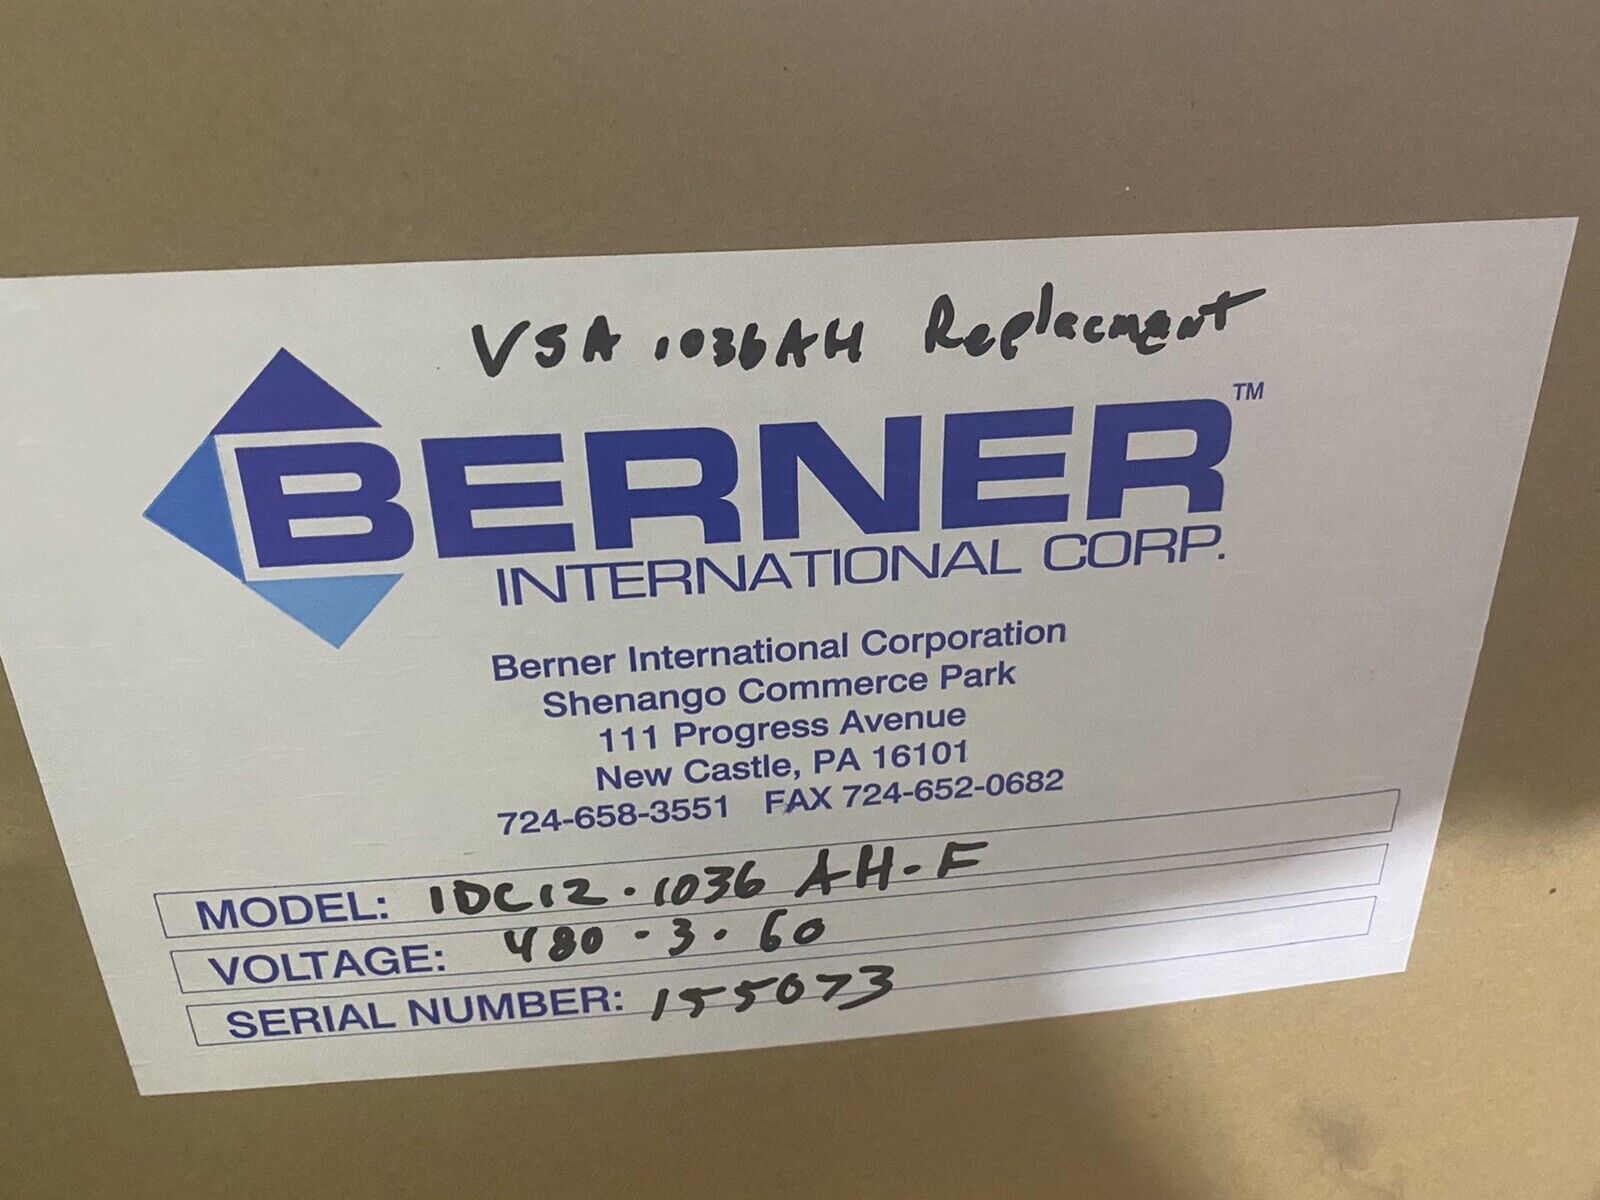 VSA 1036AH Replacment
BERNER™
INTERNATIONAL CORP.
Berner International Corporation
Shenango Commerce Park
111 Progress Avenue
New Castle, PA 16101
724-658-3551 FAX 724-652-0682
MODEL: IDC12-1036 AH-F
VOLTAGE: 480-3-60
SERIAL NUMBER: 155073